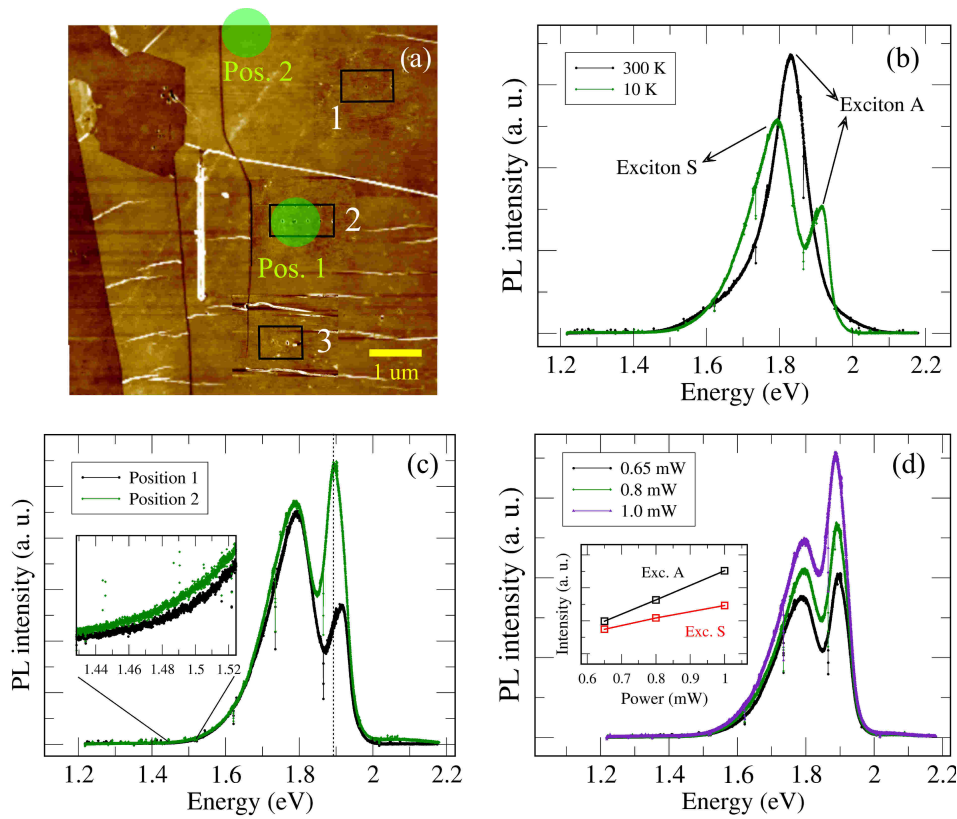 (a)
Pos. 2
1
2
Pos. 1
3
1 um
(b)
300 K
10 K
Exciton A
Exciton S
PL intensity (a. u.)
1.2 1.4 1.6 1.8 2 2.2
Energy (eV)
(c)
Position 1
Position 2
1.44 1.46 1.48 1.5 1.52
PL intensity (a. u.)
1.2 1.4 1.6 1.8 2 2.2
Energy (eV)
(d)
0.65 mW
0.8 mW
1.0 mW
Exc. A
Exc. S
Intensity (a. u.)
0.6 0.7 0.8 0.9 1
Power (mW)
PL intensity (a. u.)
1.2 1.4 1.6 1.8 2 2.2
Energy (eV)